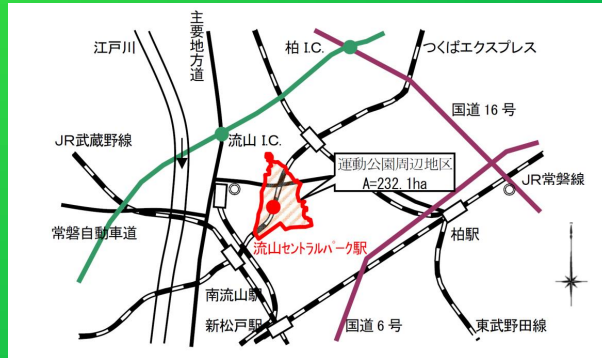 主要地方道
江戸川
柏 I.C.
つくばエクスプレス
国道 16 号
流山 I.C.
JR武蔵野線
運動公園周辺地区
A=232.1ha
JR常磐線
常磐自動車道
流山セントラルパーク駅
柏駅
南流山駅
新松戸駅
国道 6 号
東武野田線